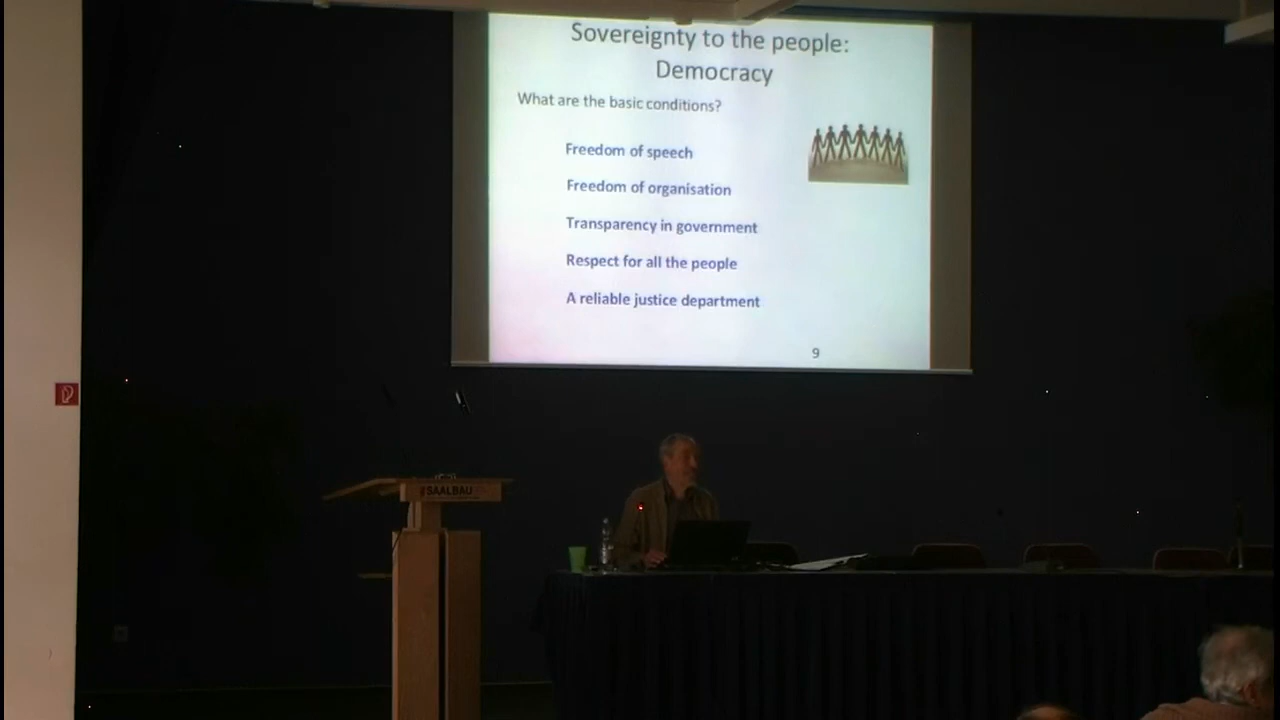 Sovereignty to the people:
Democracy
What are the basic conditions?
Freedom of speech
Freedom of organisation
Transparency in government
Respect for all the people
A reliable justice department
9
SAALBAU